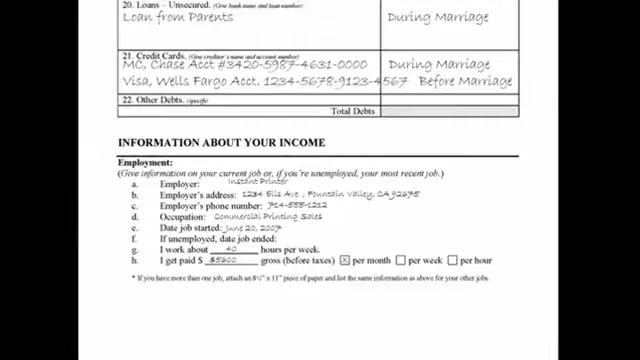 20. Loans – Unsecured. (Give bank name and loan number)
Loan from Parents During Marriage
21. Credit Cards. (Give creditor's name and account number)
MC, Chase Acct #3420-5987-4631-0000 During Marriage
Visa, Wells Fargo Acct. 1234-5678-9123-4567 Before Marriage
22. Other Debts. (specify)
Total Debts
INFORMATION ABOUT YOUR INCOME
Employment:
(Give information on your current job or, if you're unemployed, your most recent job.)
a. Employer: Instant Printer
b. Employer's address: 1234 Ellis Ave., Fountain Valley, CA 92675
c. Employer's phone number: 714-555-1212
d. Occupation: Commercial Printing Sales
e. Date job started: June 20, 2007
f. If unemployed, date job ended:
g. I work about 40 hours per week.
h. I get paid $ $5600 gross (before taxes) X per month per week per hour
* If you have more than one job, attach an 8½" x 11" piece of paper and list the same information as above for your other jobs